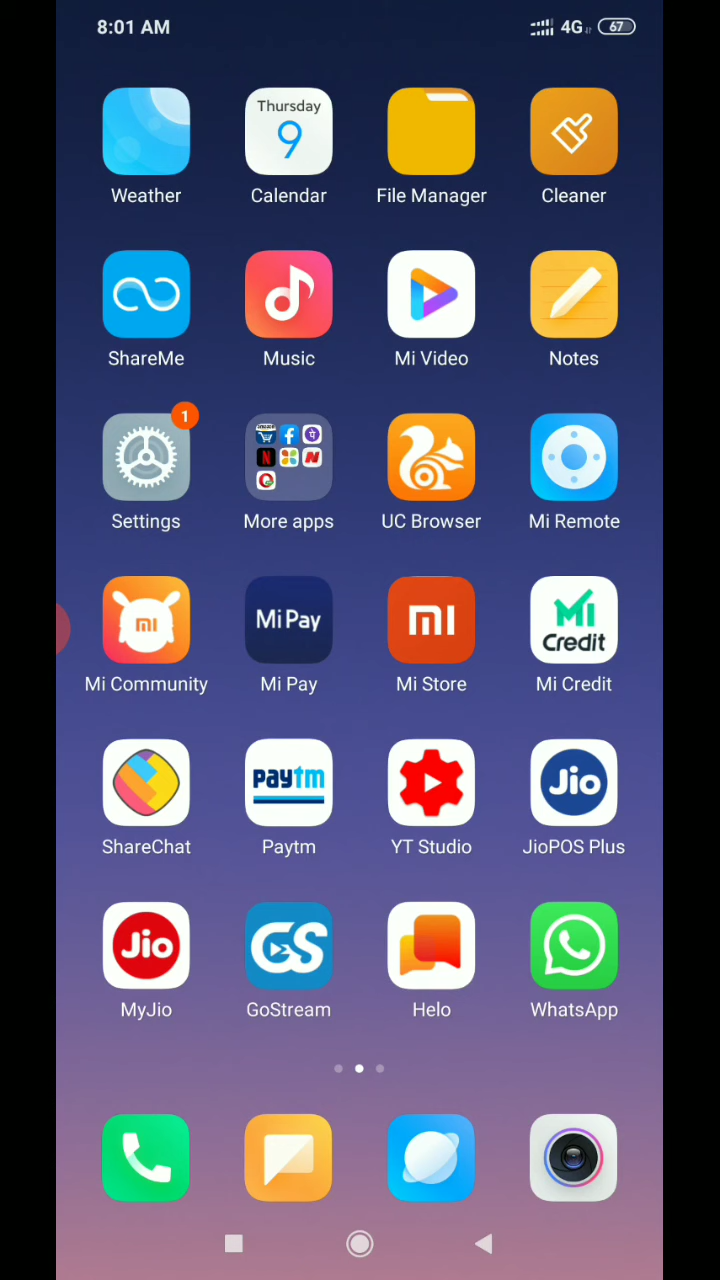 8:01 AM
4G
67
Thursday
9
Weather
Calendar
File Manager
Cleaner
ShareMe
Music
Mi Video
Notes
1
Settings
More apps
UC Browser
Mi Remote
Mi Pay
Mi Credit
Mi Community
Mi Pay
Mi Store
Mi Credit
paytm
Jio
ShareChat
Paytm
YT Studio
JioPOS Plus
Jio
GS
MyJio
GoStream
Helo
WhatsApp